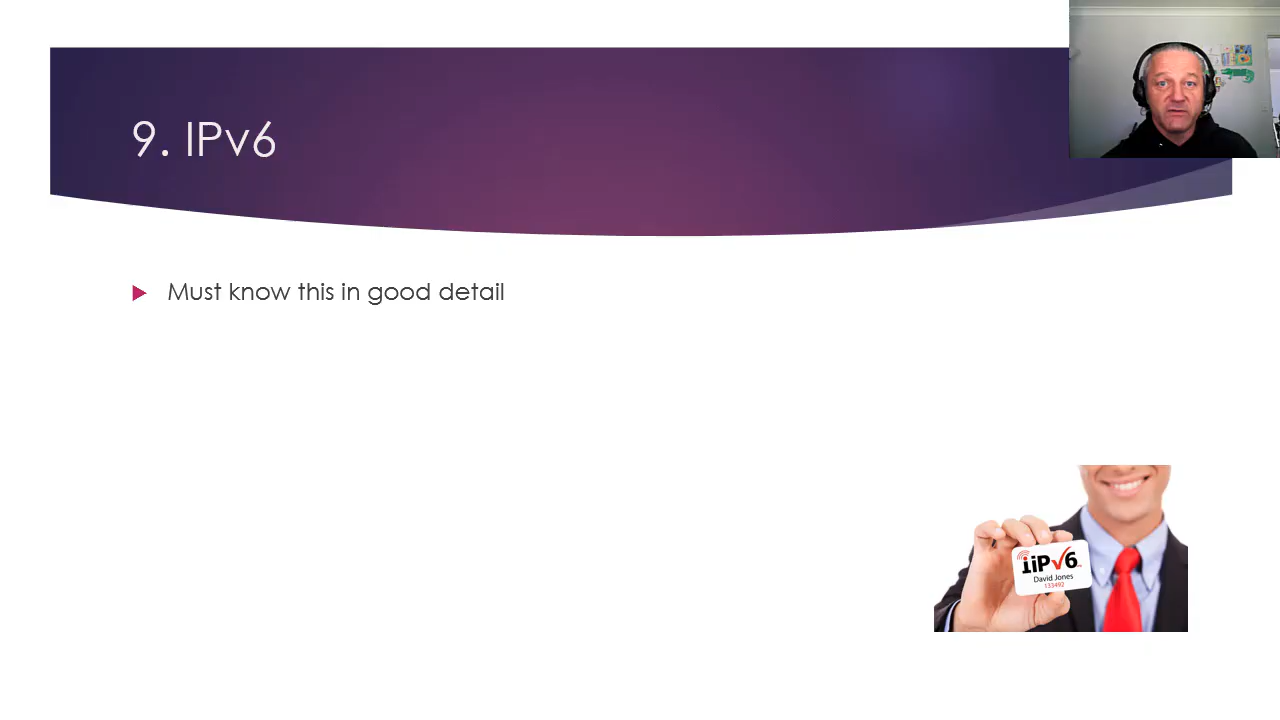 9. IPv6
Must know this in good detail
iiPv6
David Jones
133492